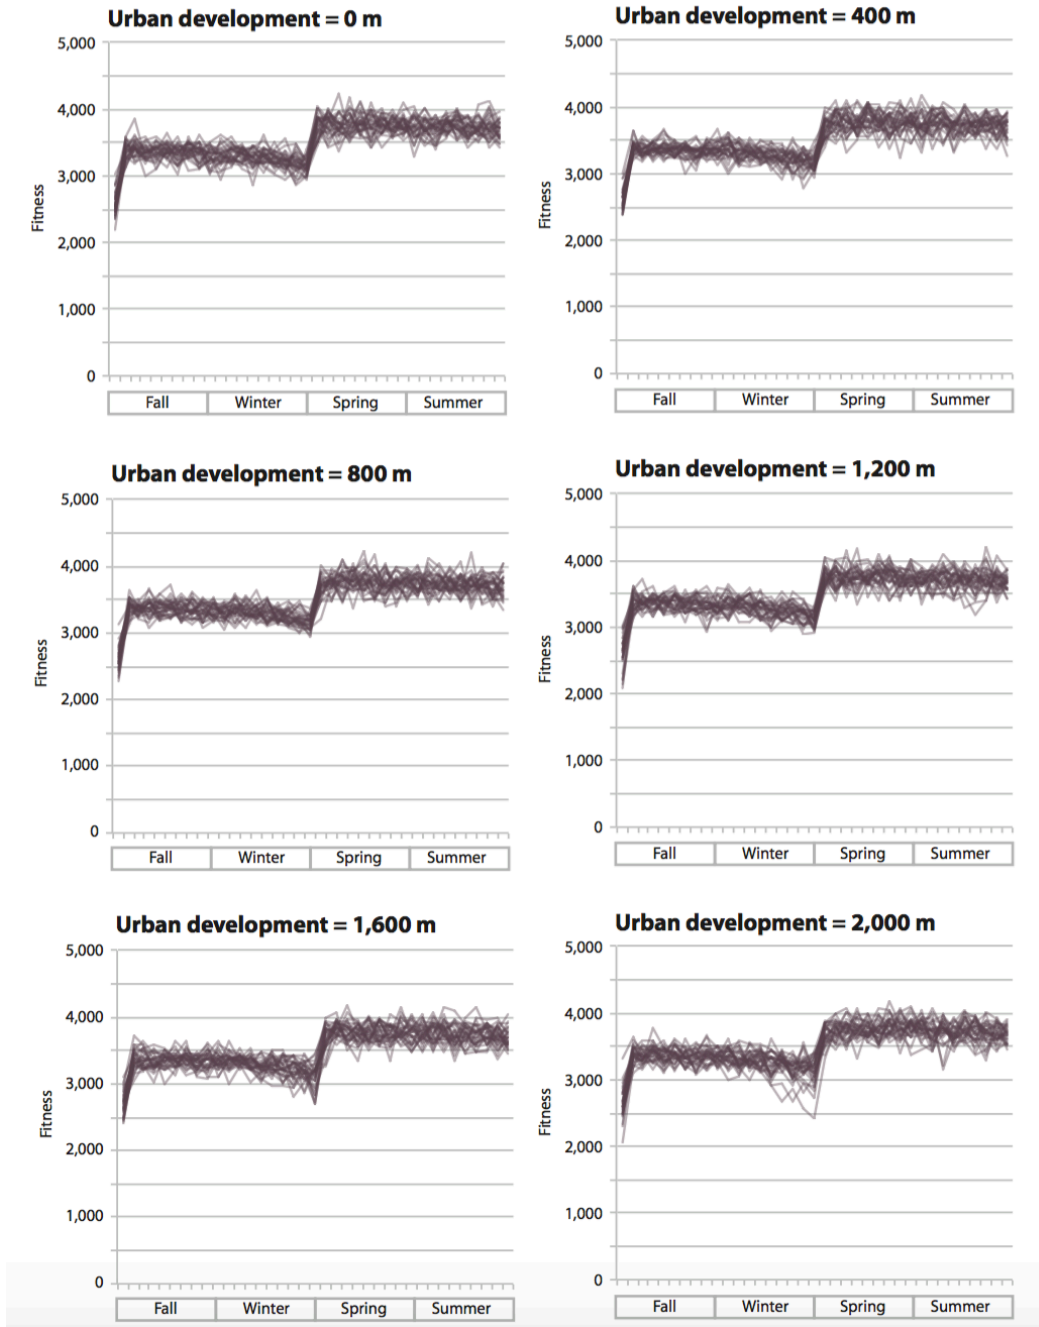 Urban development = 0 m
5,000
4,000
3,000
2,000
1,000
0
Fitness
Fall Winter Spring Summer
Urban development = 400 m
5,000
4,000
3,000
2,000
1,000
0
Fitness
Fall Winter Spring Summer
Urban development = 800 m
5,000
4,000
3,000
2,000
1,000
0
Fitness
Fall Winter Spring Summer
Urban development = 1,200 m
5,000
4,000
3,000
2,000
1,000
0
Fitness
Fall Winter Spring Summer
Urban development = 1,600 m
5,000
4,000
3,000
2,000
1,000
0
Fitness
Fall Winter Spring Summer
Urban development = 2,000 m
5,000
4,000
3,000
2,000
1,000
0
Fitness
Fall Winter Spring Summer